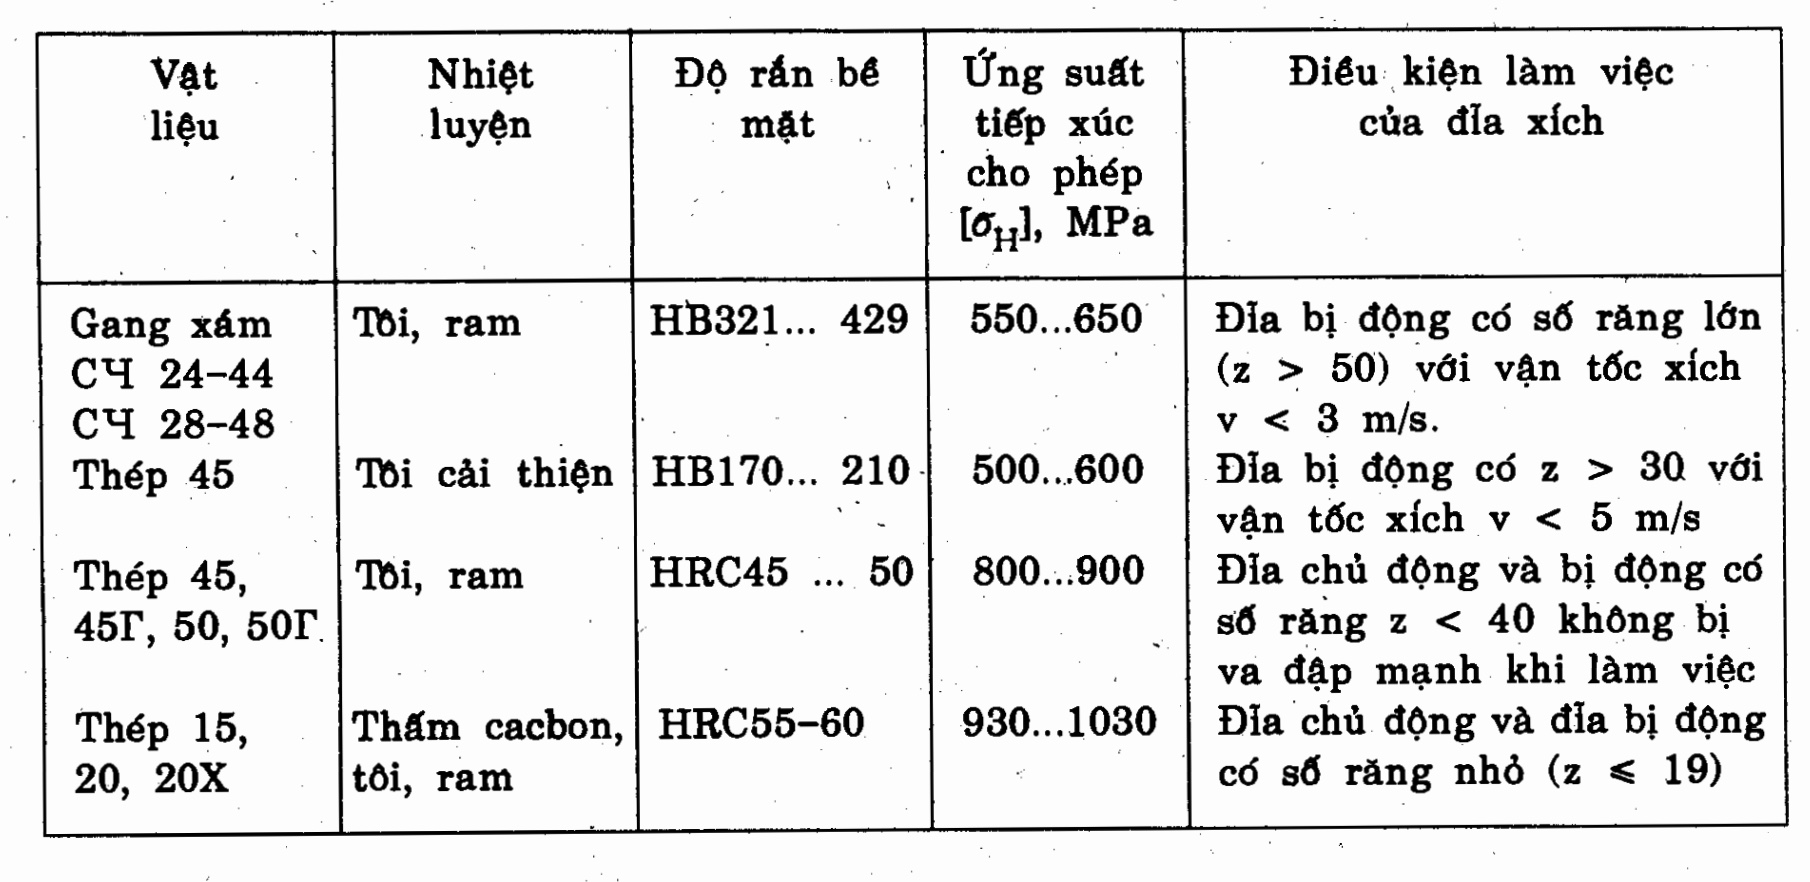 Vật
liệu
Nhiệt
luyện
Độ rắn bề
mặt
Ứng suất
tiếp xúc
cho phép
[σH], MPa
Điều kiện làm việc
của đĩa xích
Gang xám
СЧ 24-44
СЧ 28-48
Tôi, ram
HB321... 429
550...650
Đĩa bị động có số răng lớn
(z > 50) với vận tốc xích
v < 3 m/s.
Thép 45
Tôi cải thiện
HB170... 210
500...600
Đĩa bị động có z > 30 với
vận tốc xích v < 5 m/s
Thép 45,
45Г, 50, 50Г
Tôi, ram
HRC45 ... 50
800...900
Đĩa chủ động và bị động có
số răng z < 40 không bị
va đập mạnh khi làm việc
Thép 15,
20, 20X
Thấm cacbon,
tôi, ram
HRC55-60
930...1030
Đĩa chủ động và đĩa bị động
có số răng nhỏ (z ⩽ 19)